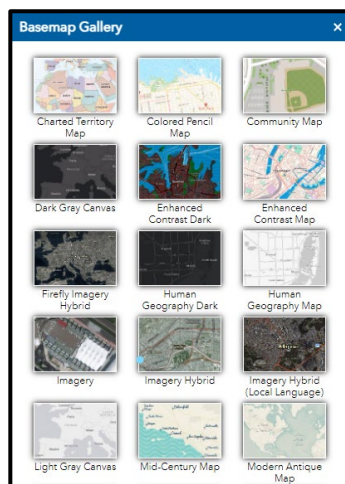 Basemap Gallery ×
Charted Territory
Map
Colored Pencil
Map
Community Map
Dark Gray Canvas
Enhanced
Contrast Dark
Enhanced
Contrast Map
Firefly Imagery
Hybrid
Human
Geography Dark
Human
Geography Map
Imagery
Imagery Hybrid
Imagery Hybrid
(Local Language)
Light Gray Canvas
Mid-Century Map
Modern Antique
Map